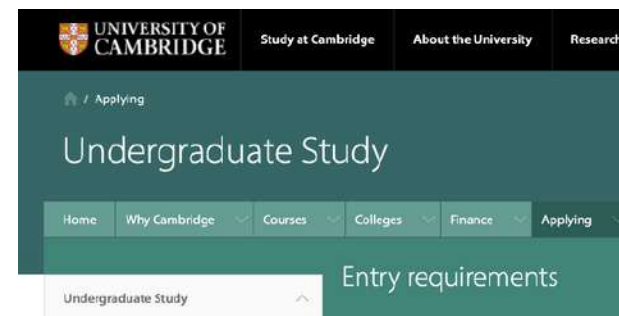 UNIVERSITY OF
CAMBRIDGE
Study at Cambridge
About the University
Research
/ Applying
Undergraduate Study
Home
Why Cambridge
Courses
Colleges
Finance
Applying
Entry requirements
Undergraduate Study